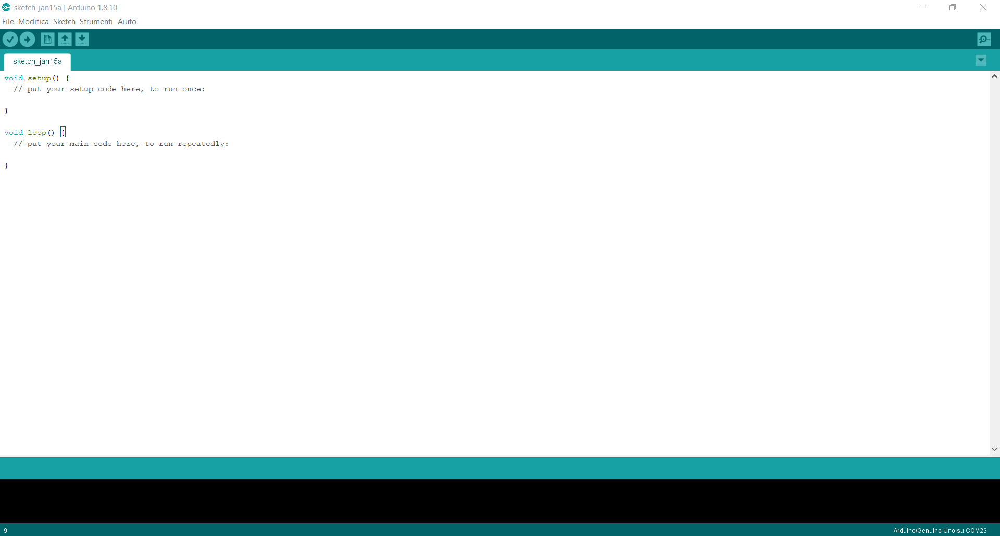 sketch_jan15a | Arduino 1.8.10
File Modifica Sketch Strumenti Aiuto
sketch_jan15a
void setup() {
  // put your setup code here, to run once:
}
void loop() {
  // put your main code here, to run repeatedly:
}
9
Arduino/Genuino Uno su COM23